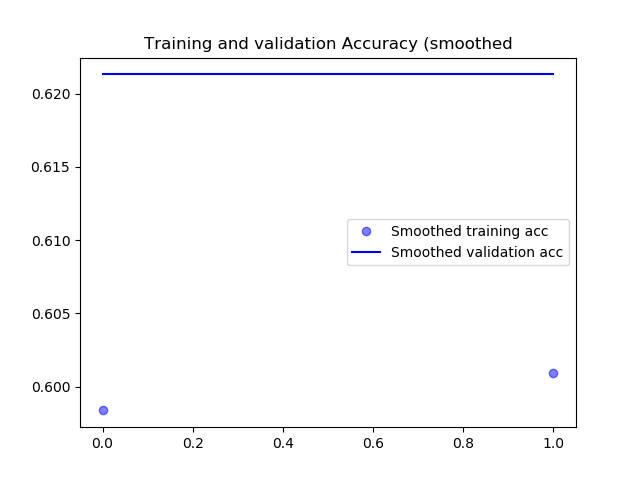 Training and validation Accuracy (smoothed
0.620
0.615
0.610
0.605
0.600
Smoothed training acc
Smoothed validation acc
0.0 0.2 0.4 0.6 0.8 1.0